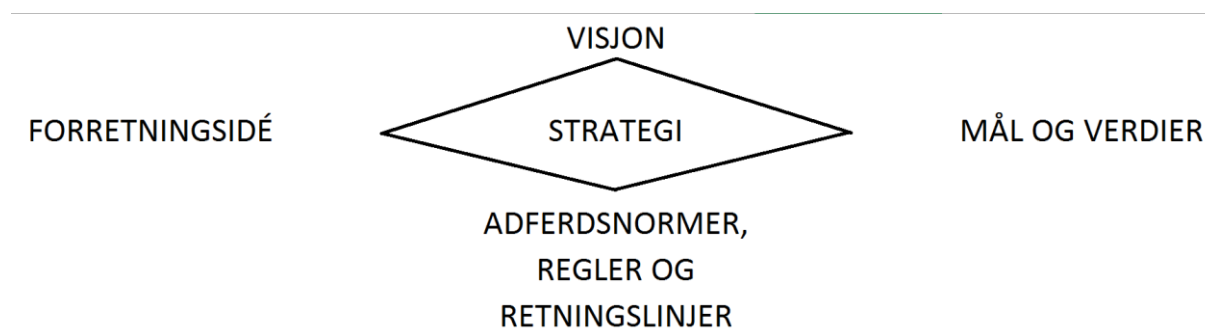 VISJON
FORRETNINGSIDÉ STRATEGI MÅL OG VERDIER
ADFERDSNORMER,
REGLER OG
RETNINGSLINJER